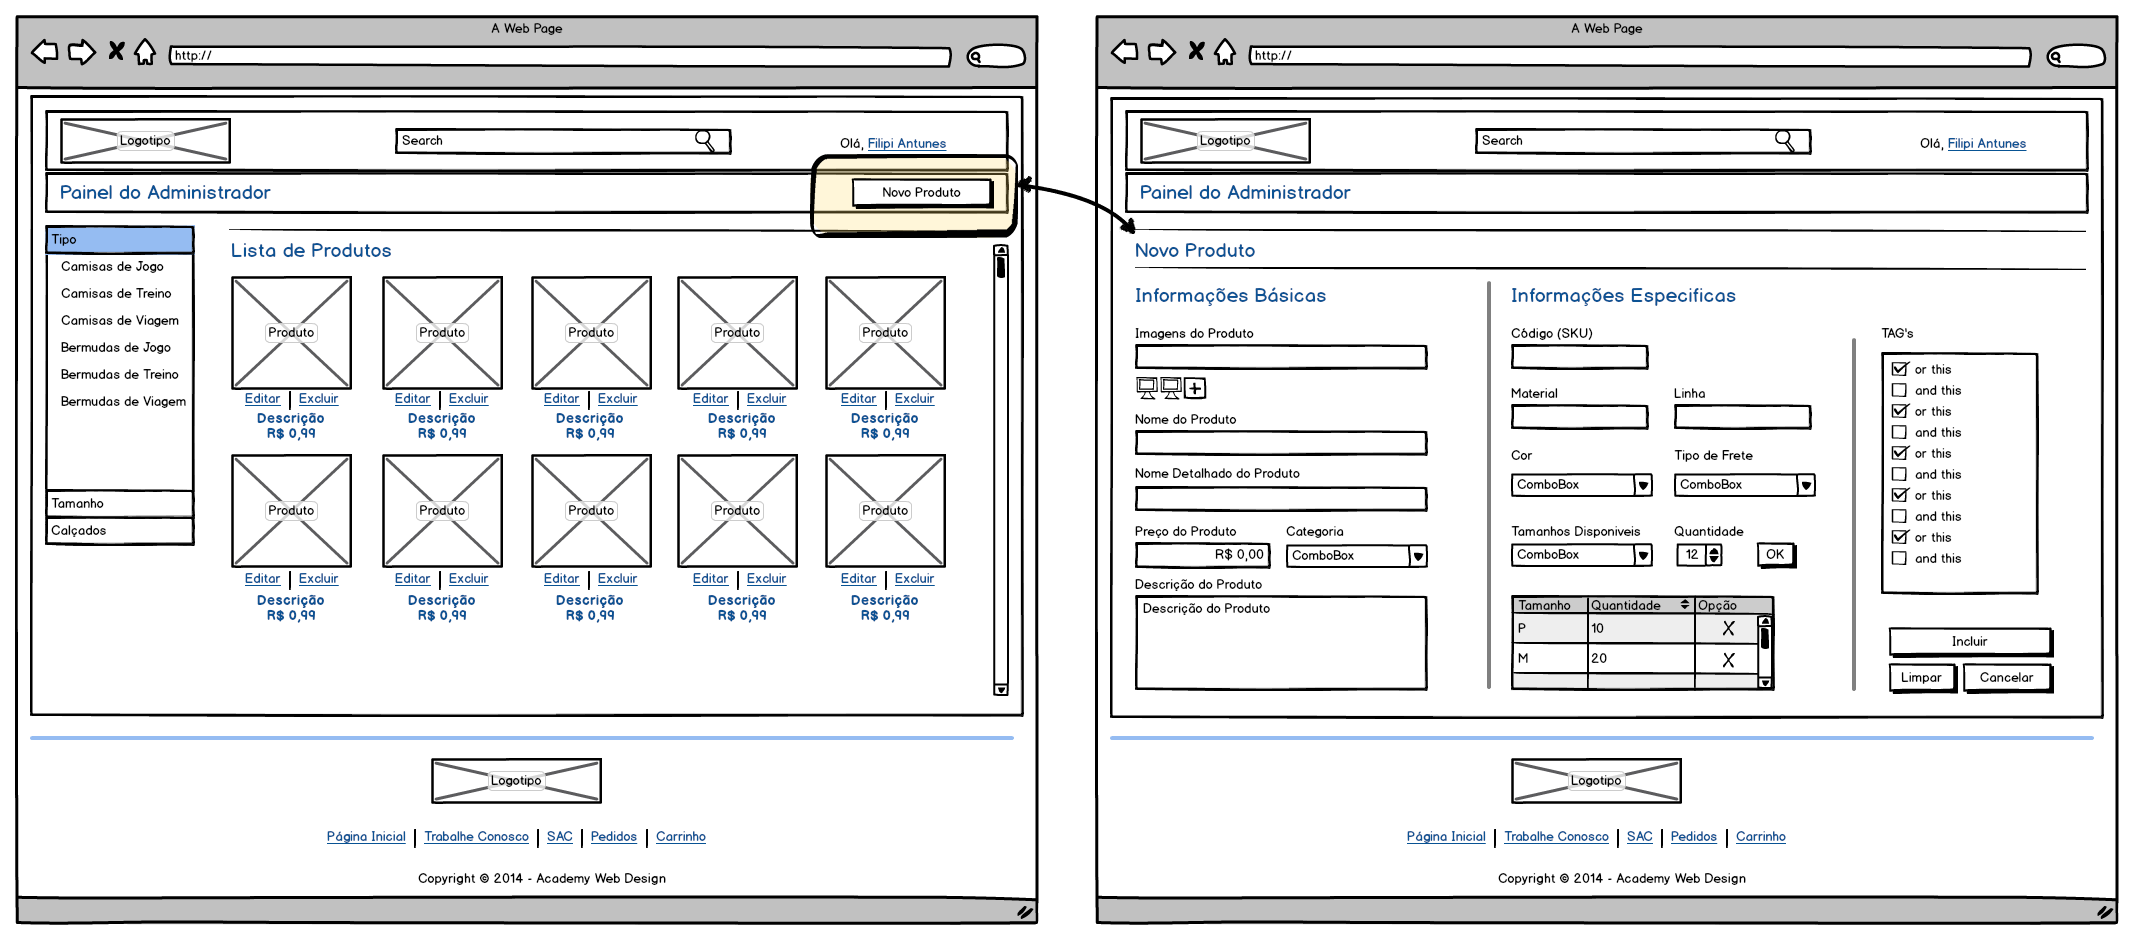 A Web Page
http://
Logotipo
Search
Olá, Filipi Antunes
Painel do Administrador
Novo Produto
Tipo
Camisas de Jogo
Camisas de Treino
Camisas de Viagem
Bermudas de Jogo
Bermudas de Treino
Bermudas de Viagem
Tamanho
Calçados
Lista de Produtos
Produto Produto Produto Produto Produto
Editar Excluir Editar Excluir Editar Excluir Editar Excluir Editar Excluir
Descrição Descrição Descrição Descrição Descrição
R$ 0,99 R$ 0,99 R$ 0,99 R$ 0,99 R$ 0,99
Produto Produto Produto Produto Produto
Editar Excluir Editar Excluir Editar Excluir Editar Excluir Editar Excluir
Descrição Descrição Descrição Descrição Descrição
R$ 0,99 R$ 0,99 R$ 0,99 R$ 0,99 R$ 0,99
Logotipo
Página Inicial Trabalhe Conosco SAC Pedidos Carrinho
Copyright © 2014 - Academy Web Design
A Web Page
http://
Logotipo
Search
Olá, Filipi Antunes
Painel do Administrador
Novo Produto
Informações Básicas
Imagens do Produto
Nome do Produto
Nome Detalhado do Produto
Preço do Produto Categoria
R$ 0,00 ComboBox
Descrição do Produto
Descrição do Produto
Informações Especificas
Código (SKU)
Material Linha
Cor Tipo de Frete
ComboBox ComboBox
Tamanhos Disponiveis Quantidade
ComboBox 12 OK
Tamanho Quantidade Opção
P 10 X
M 20 X
TAG's
or this
and this
or this
and this
or this
and this
or this
and this
or this
and this
Incluir
Limpar Cancelar
Logotipo
Página Inicial Trabalhe Conosco SAC Pedidos Carrinho
Copyright © 2014 - Academy Web Design